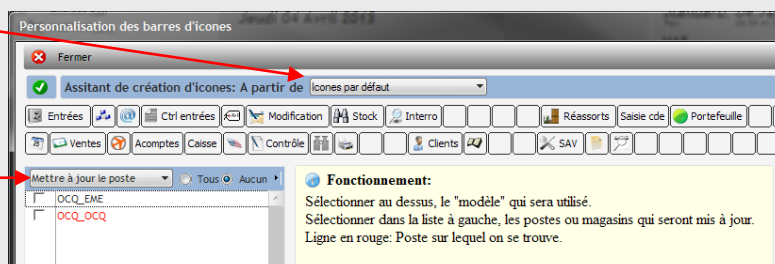 Jeudi 04 Avril 2013
Personnalisation des barres d'icones
Fermer
Assitant de création d'icones: A partir de Icones par défaut
Entrées Ctrl entrées Modification Stock Interro Réassorts Saisie cde Portefeuille
Ventes Acomptes Caisse Contrôle Clients SAV
Mettre à jour le poste Tous Aucun
Fonctionnement:
OCQ_EME
Sélectionner au dessus, le "modèle" qui sera utilisé.
OCQ_OCQ
Sélectionner dans la liste à gauche, les postes ou magasins qui seront mis à jour.
Ligne en rouge: Poste sur lequel on se trouve.